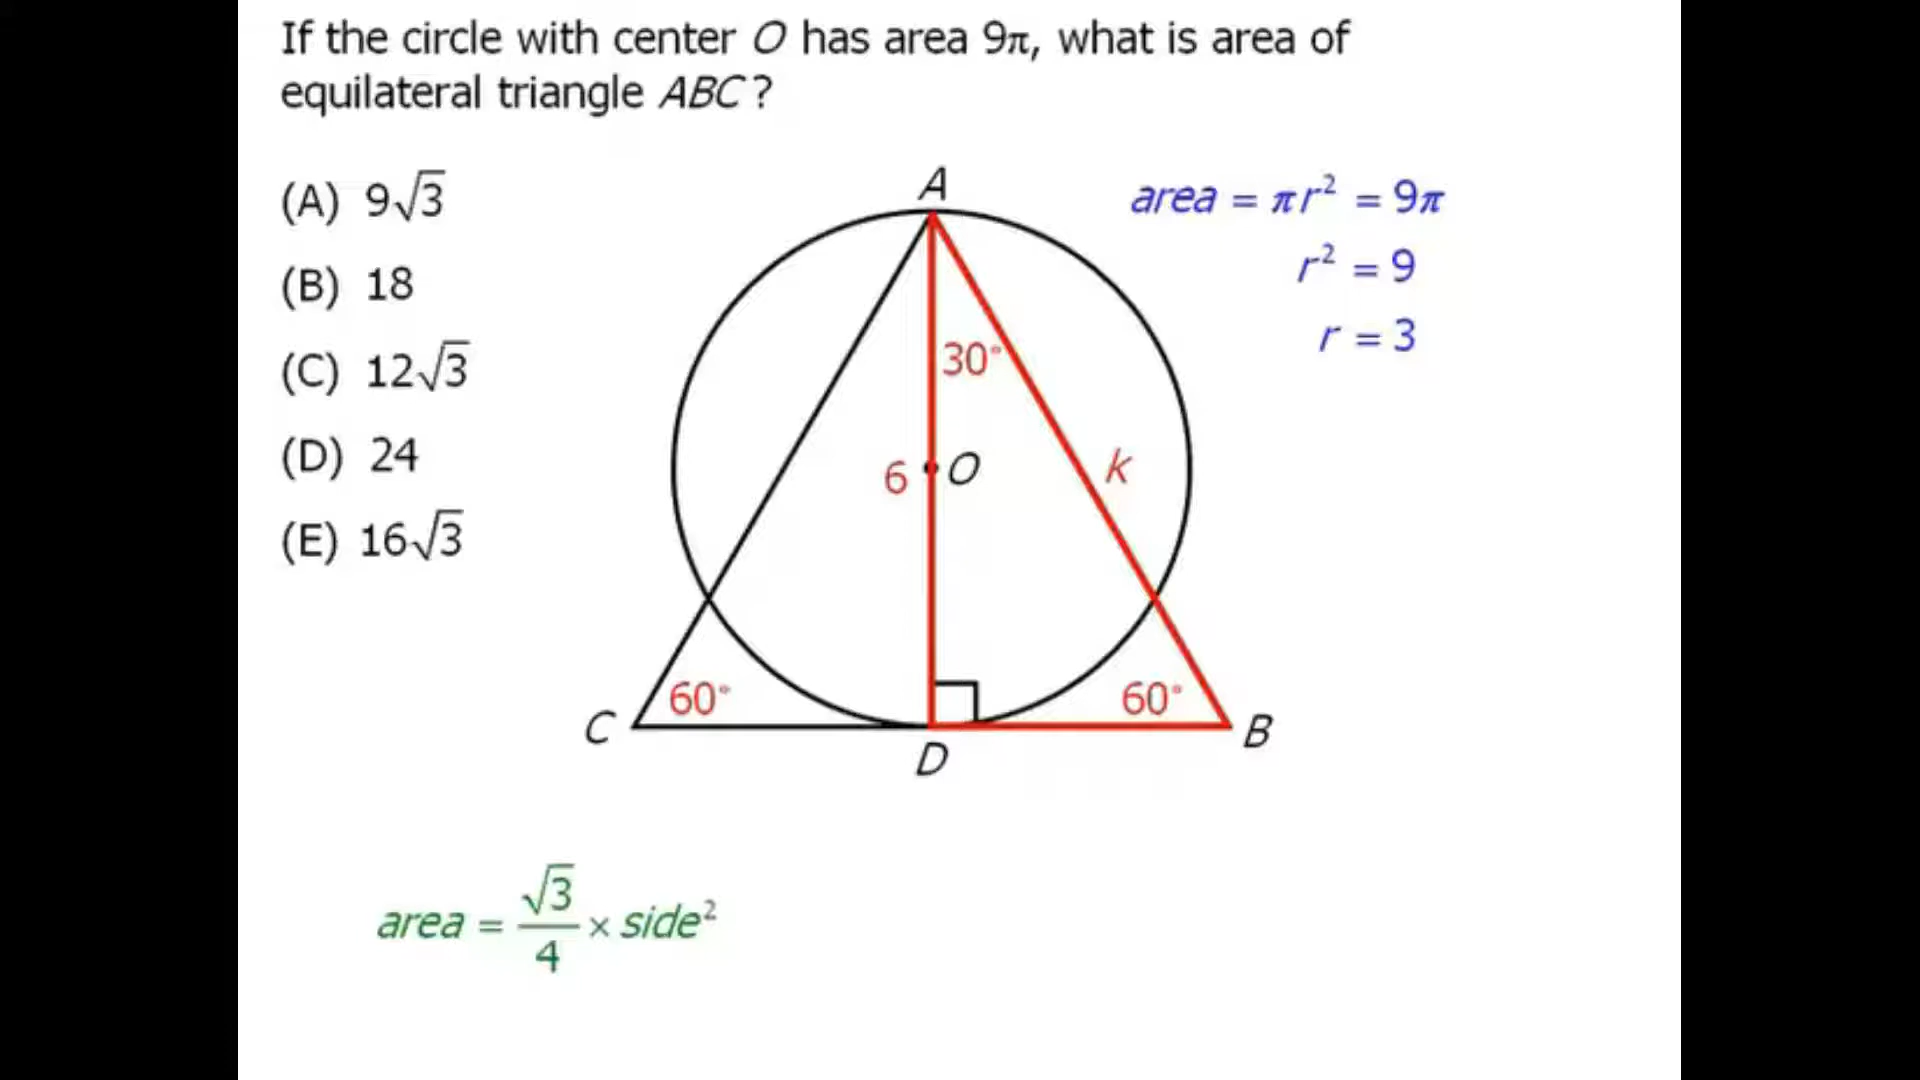 If the circle with center O has area 9π, what is area of
equilateral triangle ABC?
(A) 9√3
(B) 18
(C) 12√3
(D) 24
(E) 16√3
A
30°
6
O
k
60°
60°
C
D
B
area = πr² = 9π
r² = 9
r = 3
area = √3/4 × side²